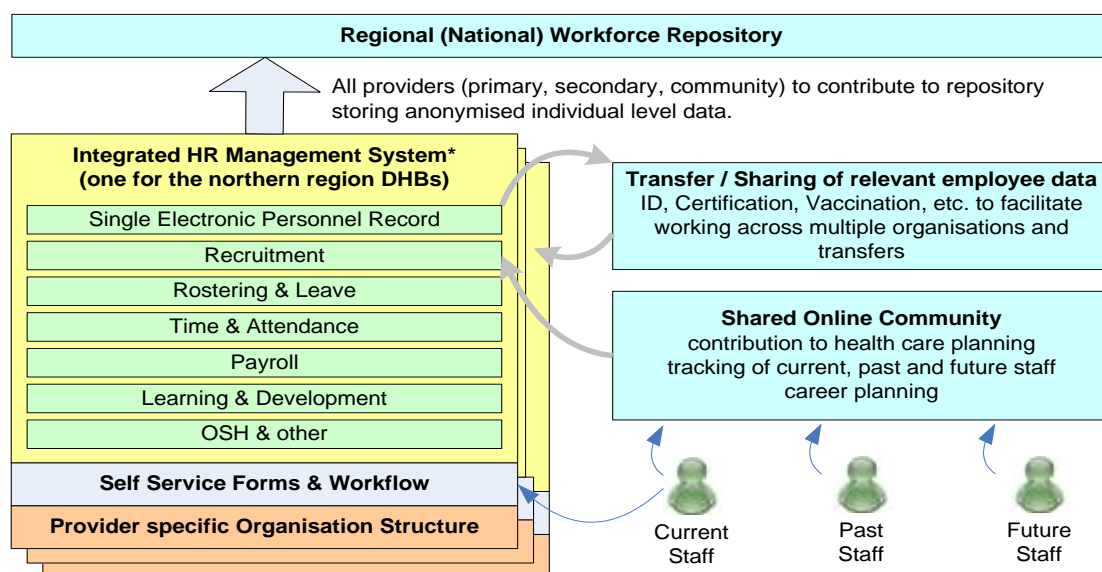 Regional (National) Workforce Repository
All providers (primary, secondary, community) to contribute to repository
storing anonymised individual level data.
Integrated HR Management System*
(one for the northern region DHBs)
Single Electronic Personnel Record
Recruitment
Rostering & Leave
Time & Attendance
Payroll
Learning & Development
OSH & other
Self Service Forms & Workflow
Provider specific Organisation Structure
Transfer / Sharing of relevant employee data
ID, Certification, Vaccination, etc. to facilitate
working across multiple organisations and
transfers
Shared Online Community
contribution to health care planning
tracking of current, past and future staff
career planning
Current
Staff
Past
Staff
Future
Staff